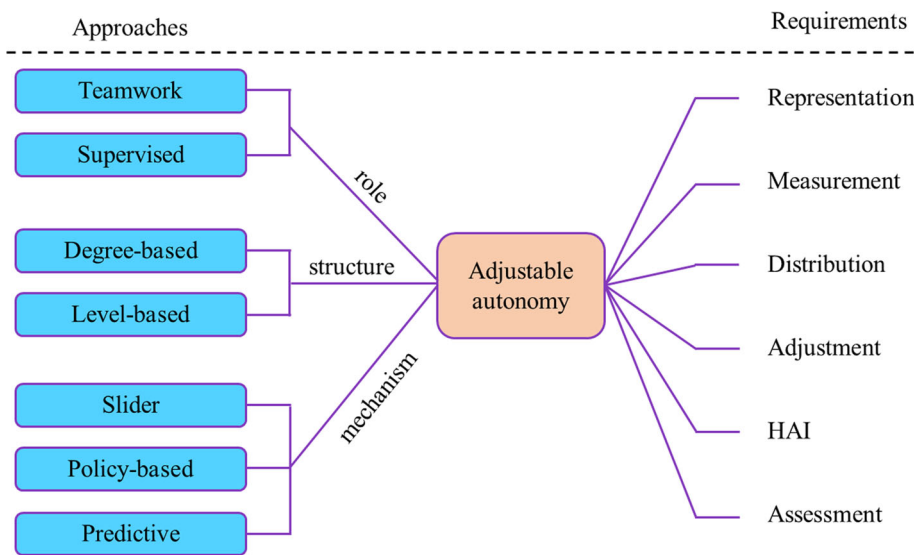 Approaches
Requirements
Teamwork
Supervised
role
Degree-based
Level-based
structure
Slider
Policy-based
Predictive
mechanism
Adjustable
autonomy
Representation
Measurement
Distribution
Adjustment
HAI
Assessment